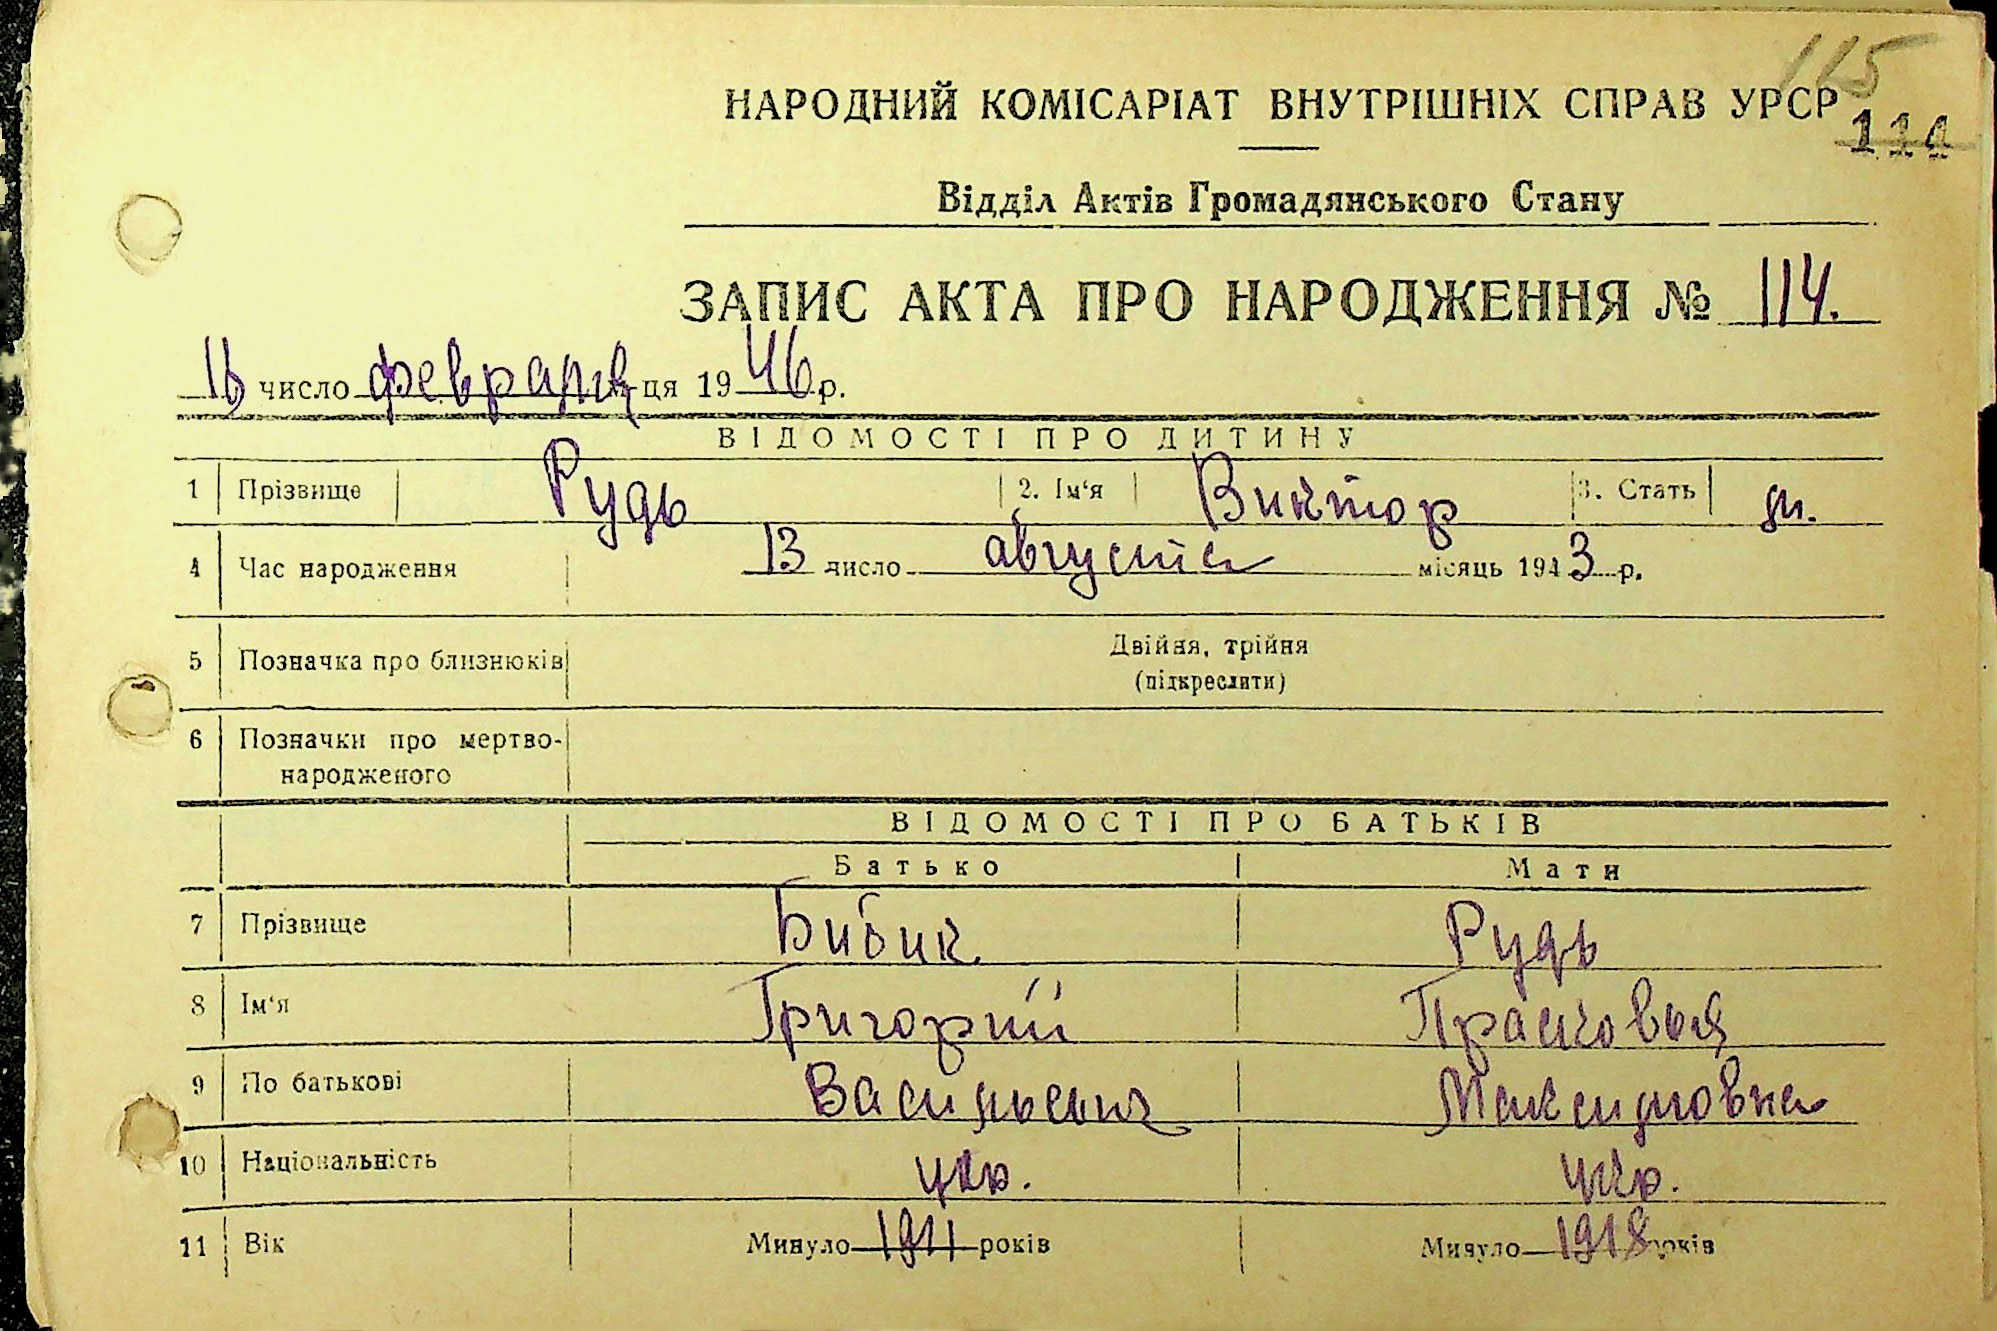 115
НАРОДНИЙ КОМІСАРІАТ ВНУТРІШНІХ СПРАВ УРСР
Відділ Актів Громадянського Стану
ЗАПИС АКТА ПРО НАРОДЖЕННЯ № 114.
16 число февраля ця 1946 р.
ВІДОМОСТІ ПРО ДИТИНУ
1 Прізвище Рудь 2. Ім'я Виктор 3. Стать м.
4 Час народження 13 число августа місяць 1943 р.
5 Позначка про близнюків Двійня, трійня
(підкреслити)
6 Позначки про мертво-
народженого
ВІДОМОСТІ ПРО БАТЬКІВ
Батько Мати
7 Прізвище Бибик Рудь
8 Ім'я Григорий Прасковья
9 По батькові Васильевич Максимовна
10 Національність укр. укр.
11 Вік Минуло 1911 років Минуло 1918 років